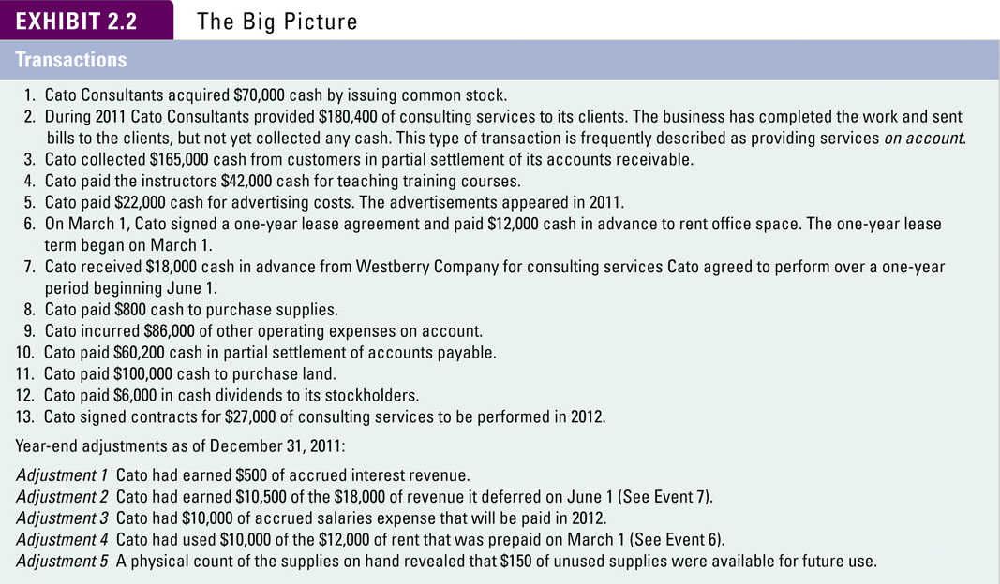 EXHIBIT 2.2 The Big Picture
Transactions
1. Cato Consultants acquired $70,000 cash by issuing common stock.
2. During 2011 Cato Consultants provided $180,400 of consulting services to its clients. The business has completed the work and sent
bills to the clients, but not yet collected any cash. This type of transaction is frequently described as providing services on account.
3. Cato collected $165,000 cash from customers in partial settlement of its accounts receivable.
4. Cato paid the instructors $42,000 cash for teaching training courses.
5. Cato paid $22,000 cash for advertising costs. The advertisements appeared in 2011.
6. On March 1, Cato signed a one-year lease agreement and paid $12,000 cash in advance to rent office space. The one-year lease
term began on March 1.
7. Cato received $18,000 cash in advance from Westberry Company for consulting services Cato agreed to perform over a one-year
period beginning June 1.
8. Cato paid $800 cash to purchase supplies.
9. Cato incurred $86,000 of other operating expenses on account.
10. Cato paid $60,200 cash in partial settlement of accounts payable.
11. Cato paid $100,000 cash to purchase land.
12. Cato paid $6,000 in cash dividends to its stockholders.
13. Cato signed contracts for $27,000 of consulting services to be performed in 2012.
Year-end adjustments as of December 31, 2011:
Adjustment 1 Cato had earned $500 of accrued interest revenue.
Adjustment 2 Cato had earned $10,500 of the $18,000 of revenue it deferred on June 1 (See Event 7).
Adjustment 3 Cato had $10,000 of accrued salaries expense that will be paid in 2012.
Adjustment 4 Cato had used $10,000 of the $12,000 of rent that was prepaid on March 1 (See Event 6).
Adjustment 5 A physical count of the supplies on hand revealed that $150 of unused supplies were available for future use.